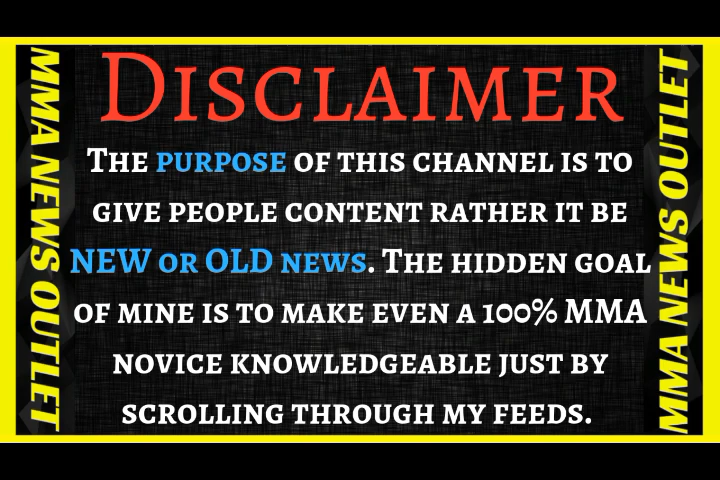 Disclaimer
The purpose of this channel is to
give people content rather it be
NEW or OLD news. The hidden goal
of mine is to make even a 100% MMA
novice knowledgeable just by
scrolling through my feeds.
MMA NEWS OUTLET
MMA NEWS OUTLET